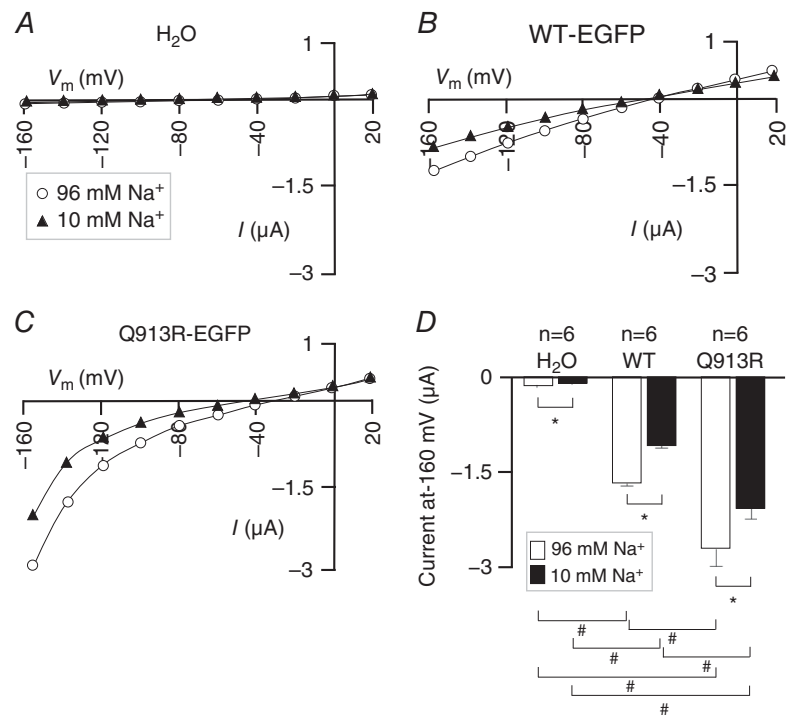 A
H₂O
1
Vm (mV)
−160
−120
−80
−40
20
−1.5
I (µA)
−3
96 mM Na⁺
10 mM Na⁺
B
WT-EGFP
1
Vm (mV)
−160
−120
−80
−40
20
−1.5
I (µA)
−3
C
Q913R-EGFP
1
Vm (mV)
−160
−120
−80
−40
20
−1.5
I (µA)
−3
D
n=6 n=6 n=6
H₂O WT Q913R
Current at-160 mV (µA)
0
−1.5
−3
*
*
*
96 mM Na⁺
10 mM Na⁺
# #
# #
#
#